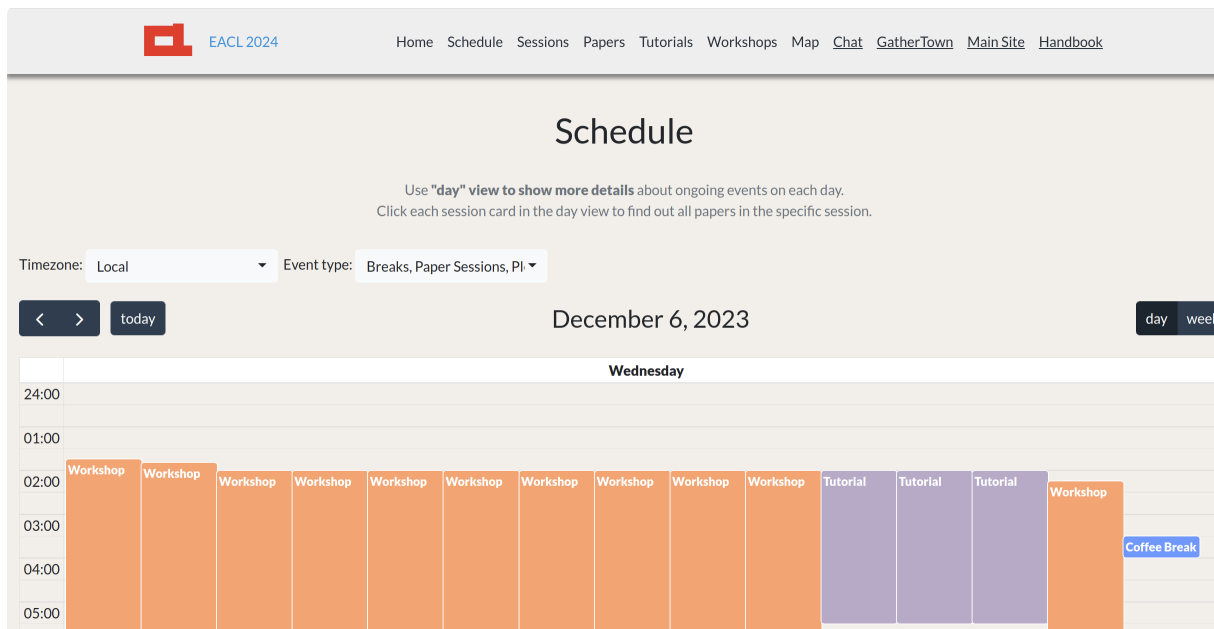 EACL 2024 Home Schedule Sessions Papers Tutorials Workshops Map Chat GatherTown Main Site Handbook
Schedule
Use "day" view to show more details about ongoing events on each day.
Click each session card in the day view to find out all papers in the specific session.
Timezone: Local Event type: Breaks, Paper Sessions, Pl
today December 6, 2023 day week
Wednesday
24:00
01:00
Workshop Workshop
02:00 Workshop Workshop Workshop Workshop Workshop Workshop Workshop Workshop Tutorial Tutorial Tutorial
Workshop
03:00
Coffee Break
04:00
05:00